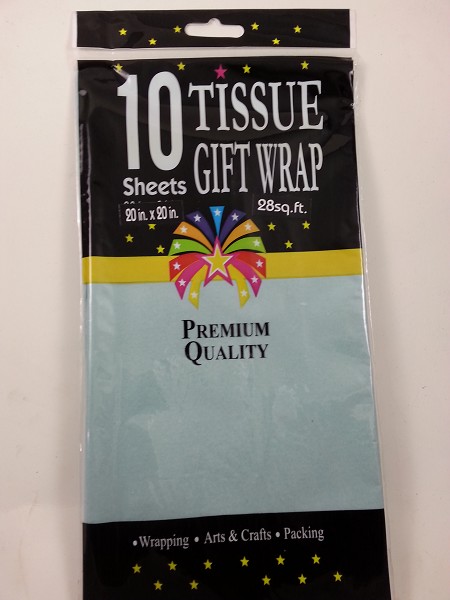 10 TISSUE
Sheets GIFT WRAP
20 in. x 20 in. 28sq.ft.
PREMIUM
QUALITY
• Wrapping • Arts & Crafts • Packing